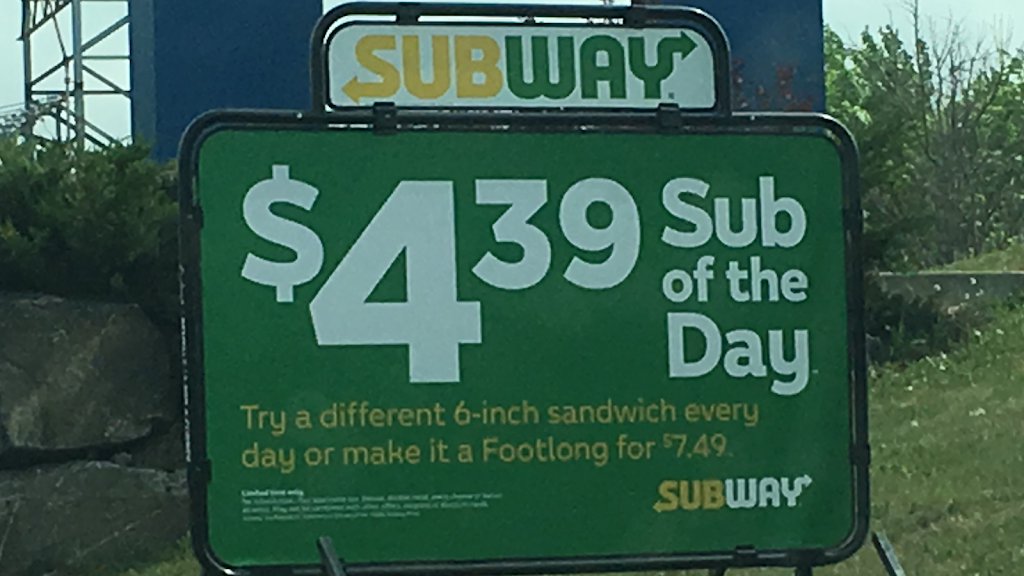 SUBWAY
$4.39 Sub
of the
Day
Try a different 6-inch sandwich every
day or make it a Footlong for $7.49.
Limited time only.
SUBWAY